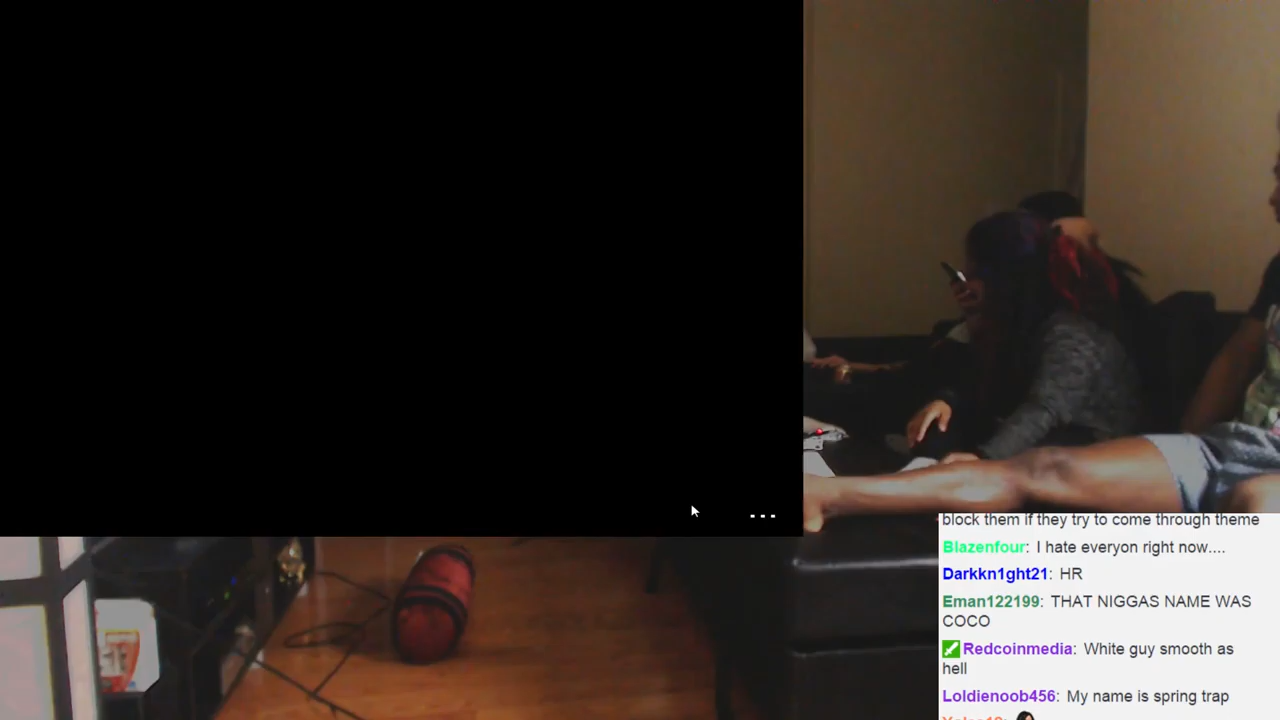 ...
block them if they try to come through theme
Blazenfour: I hate everyon right now....
Darkkn1ght21: HR
Eman122199: THAT NIGGAS NAME WAS
COCO
Redcoinmedia: White guy smooth as
hell
Loldienoob456: My name is spring trap